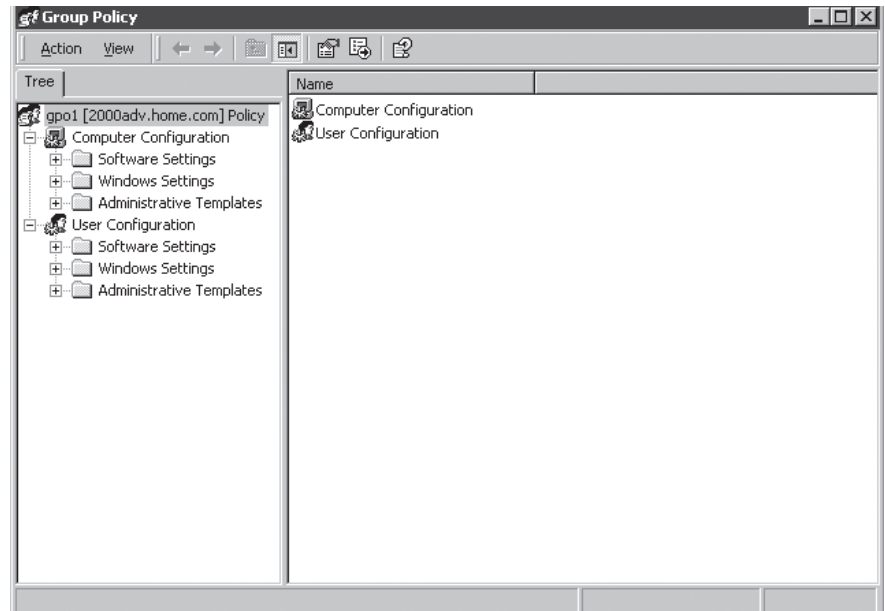 Group Policy
Action View
Tree
gpo1 [2000adv.home.com] Policy
Computer Configuration
Software Settings
Windows Settings
Administrative Templates
User Configuration
Software Settings
Windows Settings
Administrative Templates
Name
Computer Configuration
User Configuration